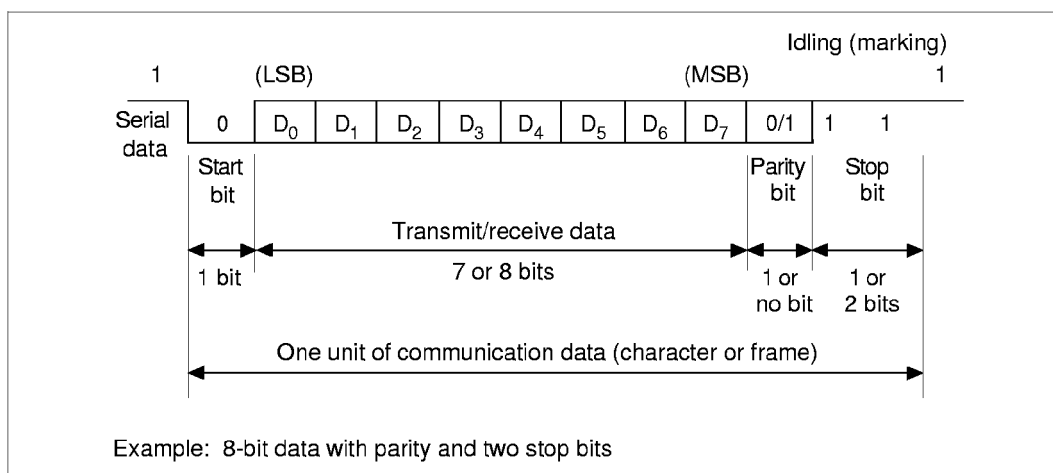 Idling (marking)
1 (LSB) (MSB) 1
Serial data 0 D0 D1 D2 D3 D4 D5 D6 D7 0/1 1 1
Start bit
Parity bit
Stop bit
Transmit/receive data
1 bit
7 or 8 bits
1 or no bit
1 or 2 bits
One unit of communication data (character or frame)
Example: 8-bit data with parity and two stop bits